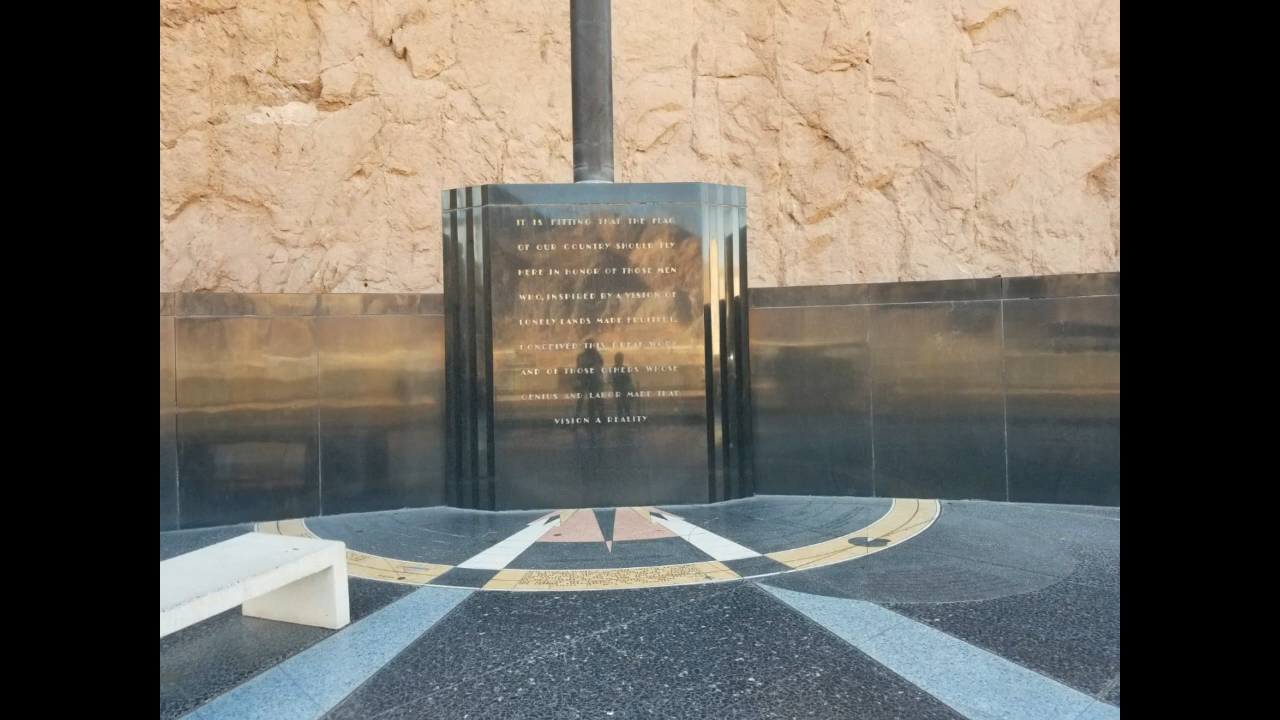 IT IS FITTING THAT THE FLAG
OF OUR COUNTRY SHOULD FLY
HERE IN HONOR OF THOSE MEN
WHO, INSPIRED BY A VISION OF
LONELY LANDS MADE FRUITFUL,
CONCEIVED THIS GREAT WORK
AND OF THOSE OTHERS WHOSE
GENIUS AND LABOR MADE THAT
VISION A REALITY